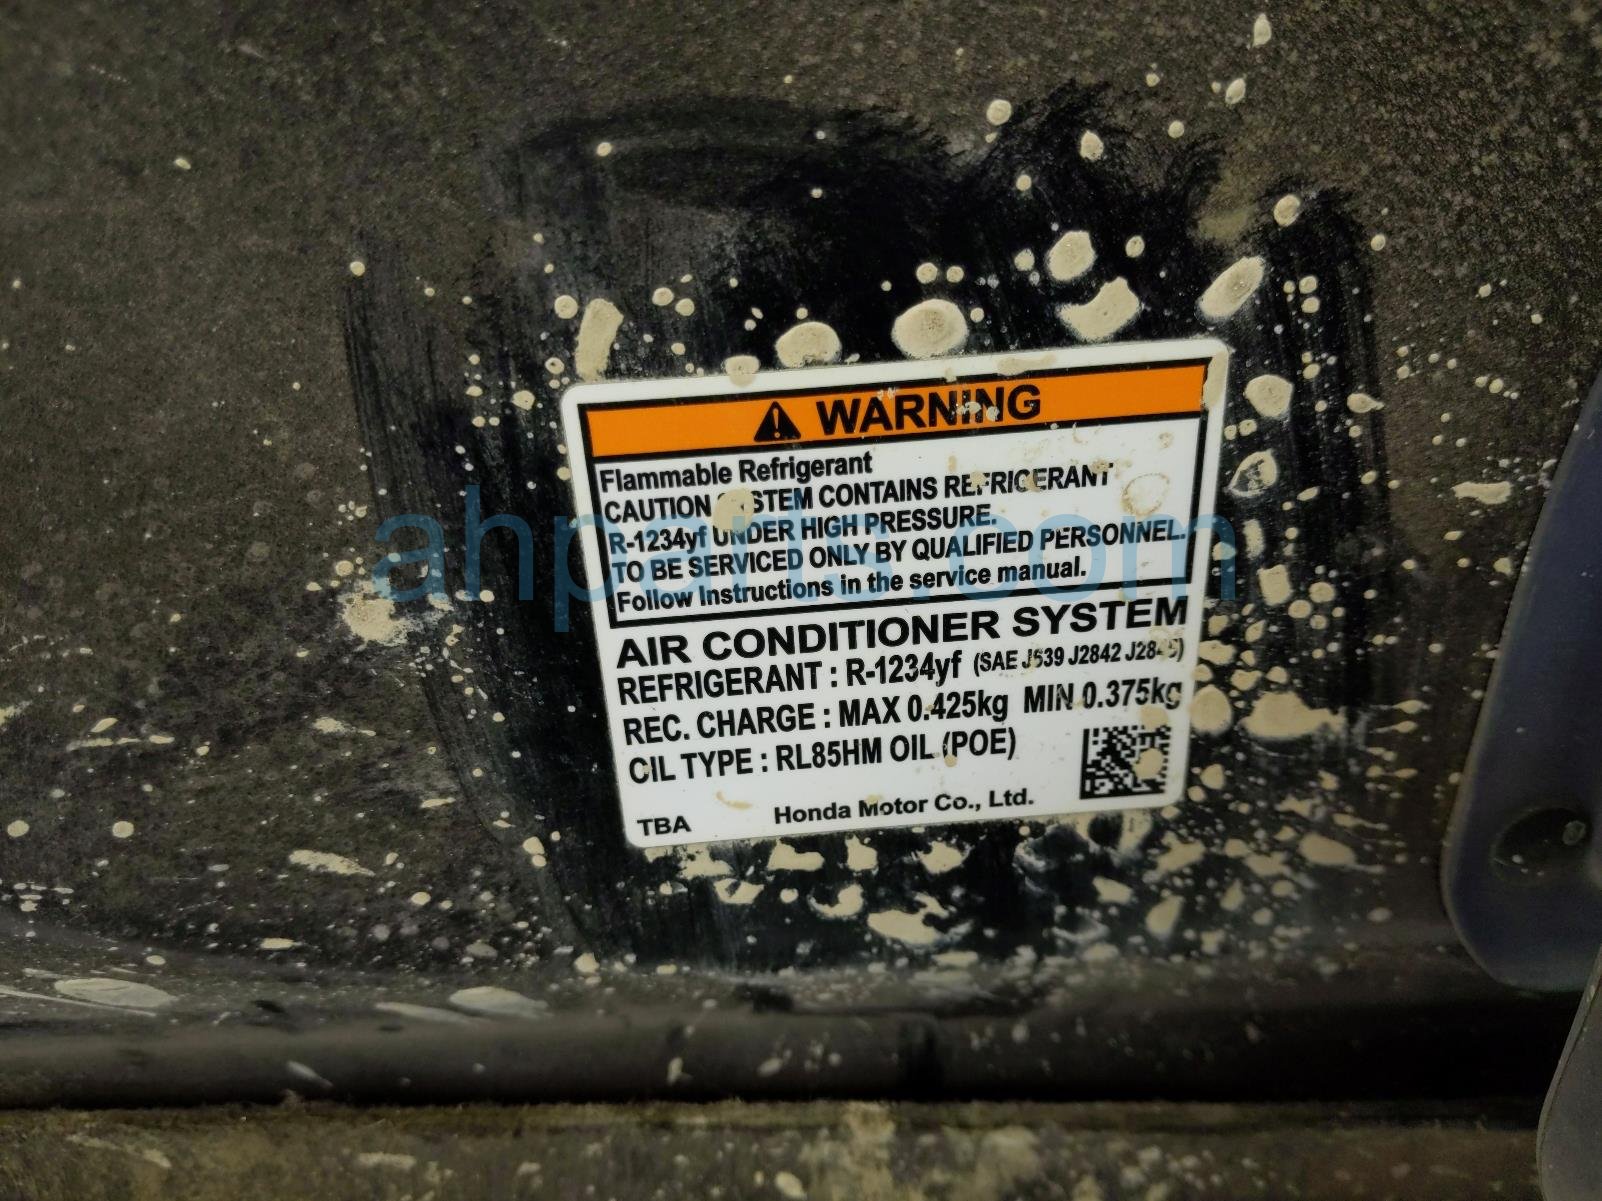 WARNING
Flammable Refrigerant
CAUTION SYSTEM CONTAINS REFRIGERANT
R-1234yf UNDER HIGH PRESSURE.
TO BE SERVICED ONLY BY QUALIFIED PERSONNEL.
Follow Instructions in the service manual.
AIR CONDITIONER SYSTEM
REFRIGERANT : R-1234yf (SAE J639 J2842 J2845)
REC. CHARGE : MAX 0.425kg MIN 0.375kg
OIL TYPE : RL85HM OIL (POE)
TBA Honda Motor Co., Ltd.
ahparts.com